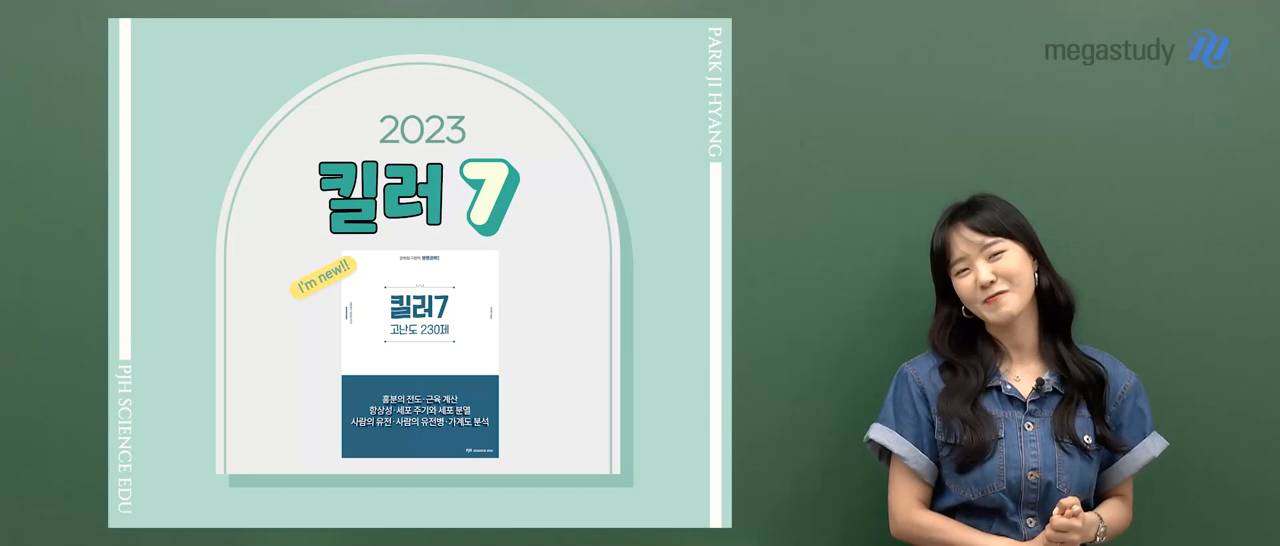 megastudy
PARK JI HYANG
2023
킬러 7
I'm new!!
킬러7
고난도 230제
흥분의 전도·근육 계산
항상성·세포 주기와 세포 분열
사람의 유전·사람의 유전병·가계도 분석
PJH SCIENCE EDU
PJH SCIENCE EDU